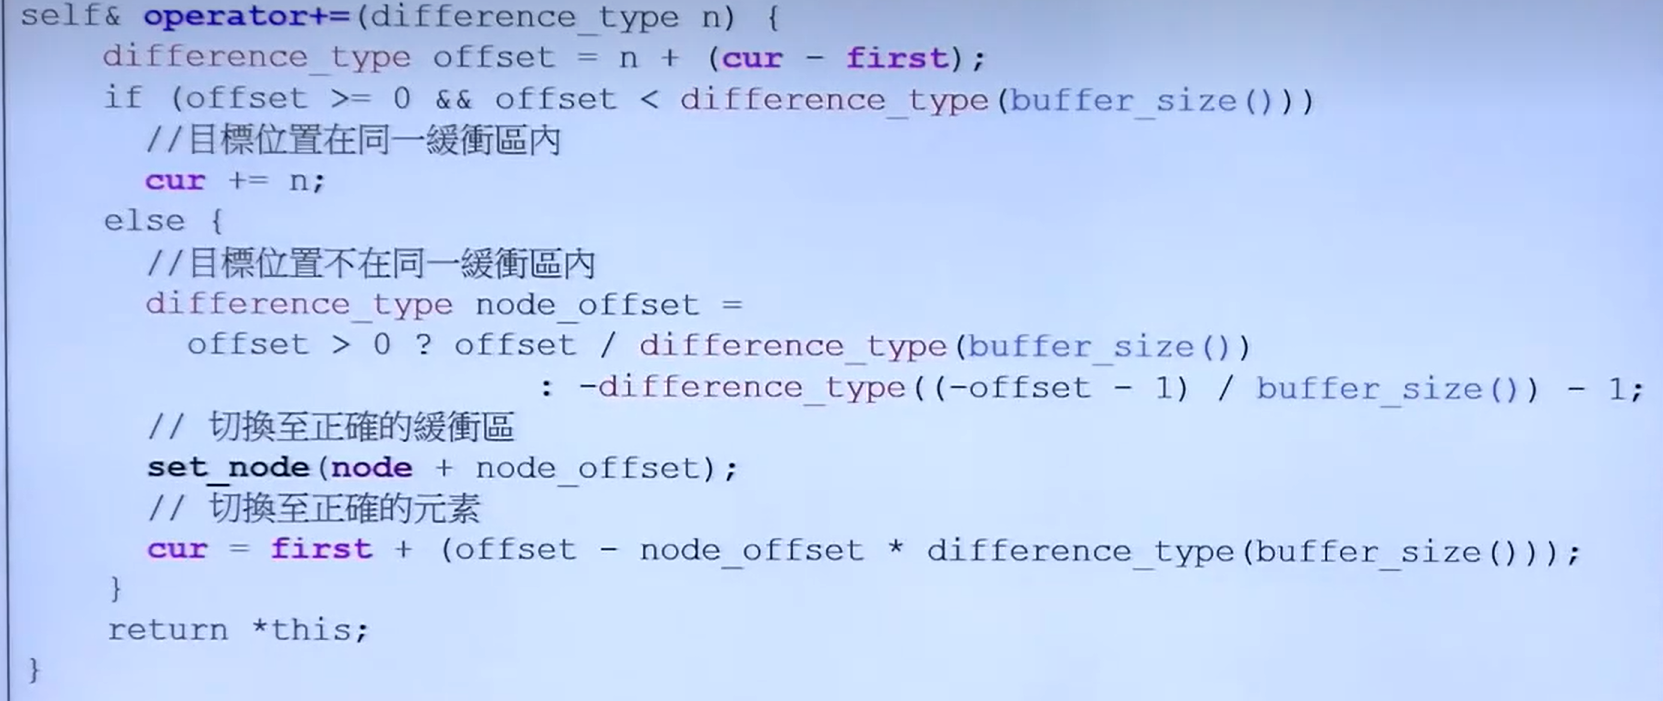 self& operator+=(difference_type n) {
difference_type offset = n + (cur - first);
if (offset >= 0 && offset < difference_type(buffer_size()))
//目標位置在同一緩衝區內
cur += n;
else {
//目標位置不在同一緩衝區內
difference_type node_offset =
offset > 0 ? offset / difference_type(buffer_size())
: -difference_type((-offset - 1) / buffer_size()) - 1;
// 切換至正確的緩衝區
set_node(node + node_offset);
// 切換至正確的元素
cur = first + (offset - node_offset * difference_type(buffer_size()));
}
return *this;
}